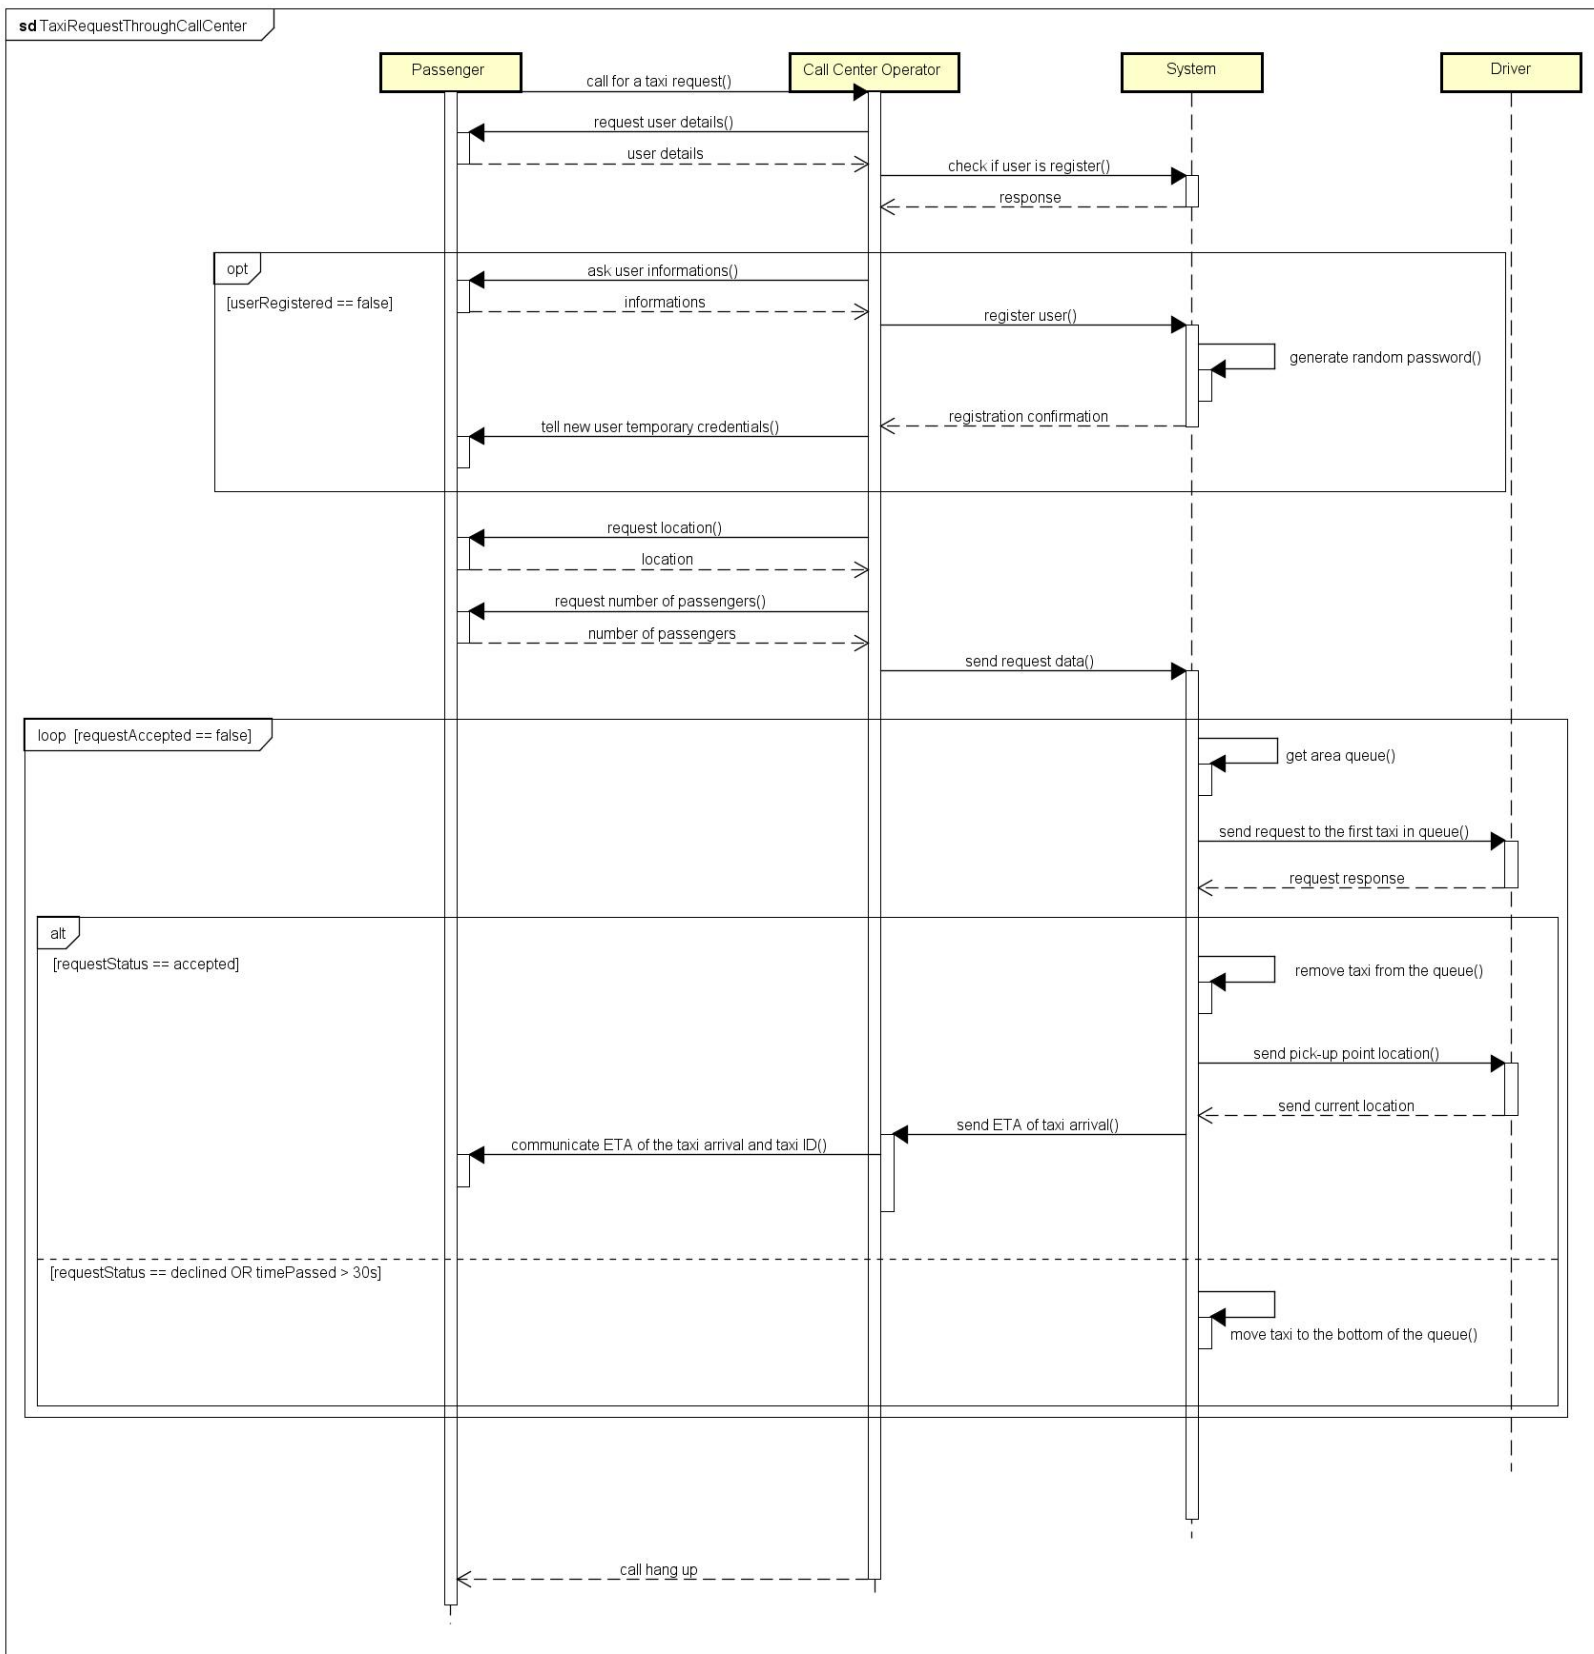 sd TaxiRequestThroughCallCenter
Passenger
Call Center Operator
System
Driver
call for a taxi request()
request user details()
user details
check if user is register()
response
opt
ask user informations()
[userRegistered == false]
informations
register user()
generate random password()
registration confirmation
tell new user temporary credentials()
request location()
location
request number of passengers()
number of passengers
send request data()
loop [requestAccepted == false]
get area queue()
send request to the first taxi in queue()
request response
alt
[requestStatus == accepted]
remove taxi from the queue()
send pick-up point location()
send current location
send ETA of taxi arrival()
communicate ETA of the taxi arrival and taxi ID()
[requestStatus == declined OR timePassed > 30s]
move taxi to the bottom of the queue()
call hang up